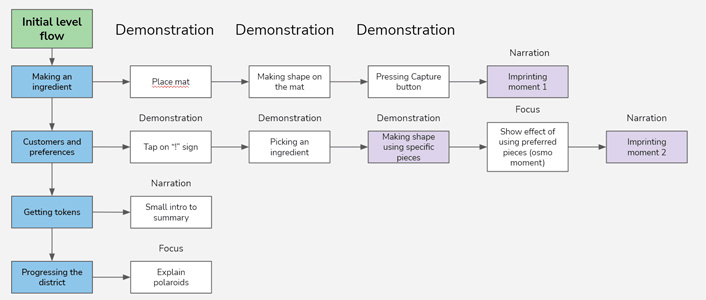 Initial level
flow
Demonstration
Demonstration
Demonstration
Narration
Making an
ingredient
Place mat
Making shape on
the mat
Pressing Capture
button
Imprinting
moment 1
Demonstration
Demonstration
Demonstration
Focus
Narration
Customers and
preferences
Tap on "!" sign
Picking an
ingredient
Making shape
using specific
pieces
Show effect of
using preferred
pieces (osmo
moment)
Imprinting
moment 2
Narration
Getting tokens
Small intro to
summary
Focus
Progressing the
district
Explain
polaroids